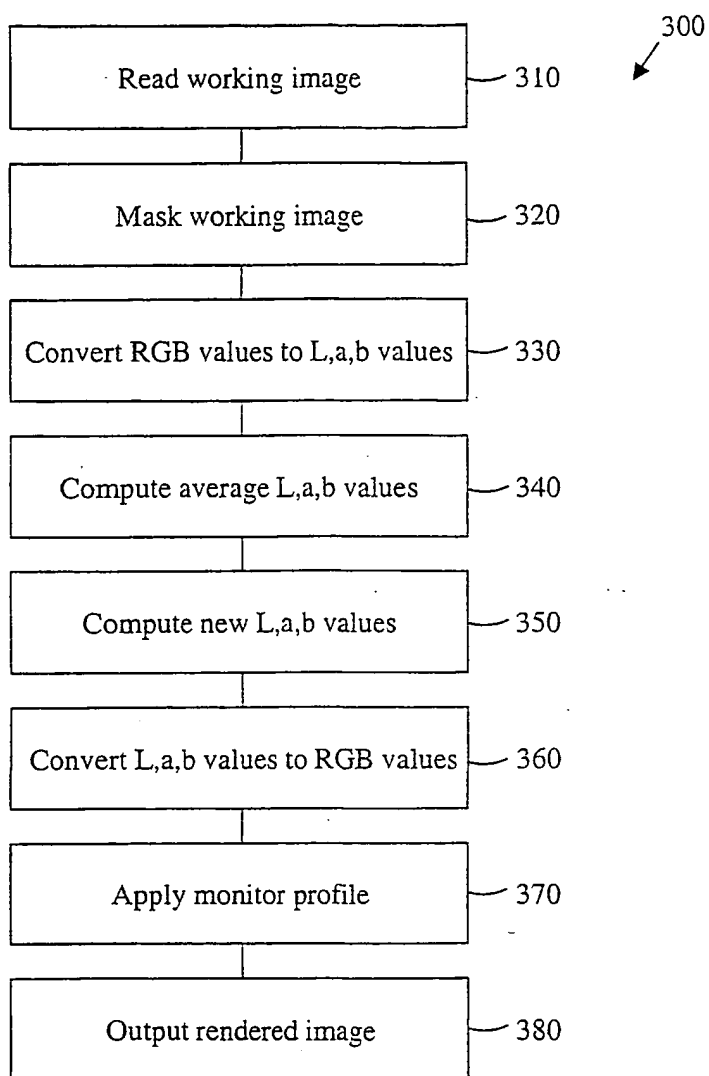 300
Read working image 310
Mask working image 320
Convert RGB values to L,a,b values 330
Compute average L,a,b values 340
Compute new L,a,b values 350
Convert L,a,b values to RGB values 360
Apply monitor profile 370
Output rendered image 380